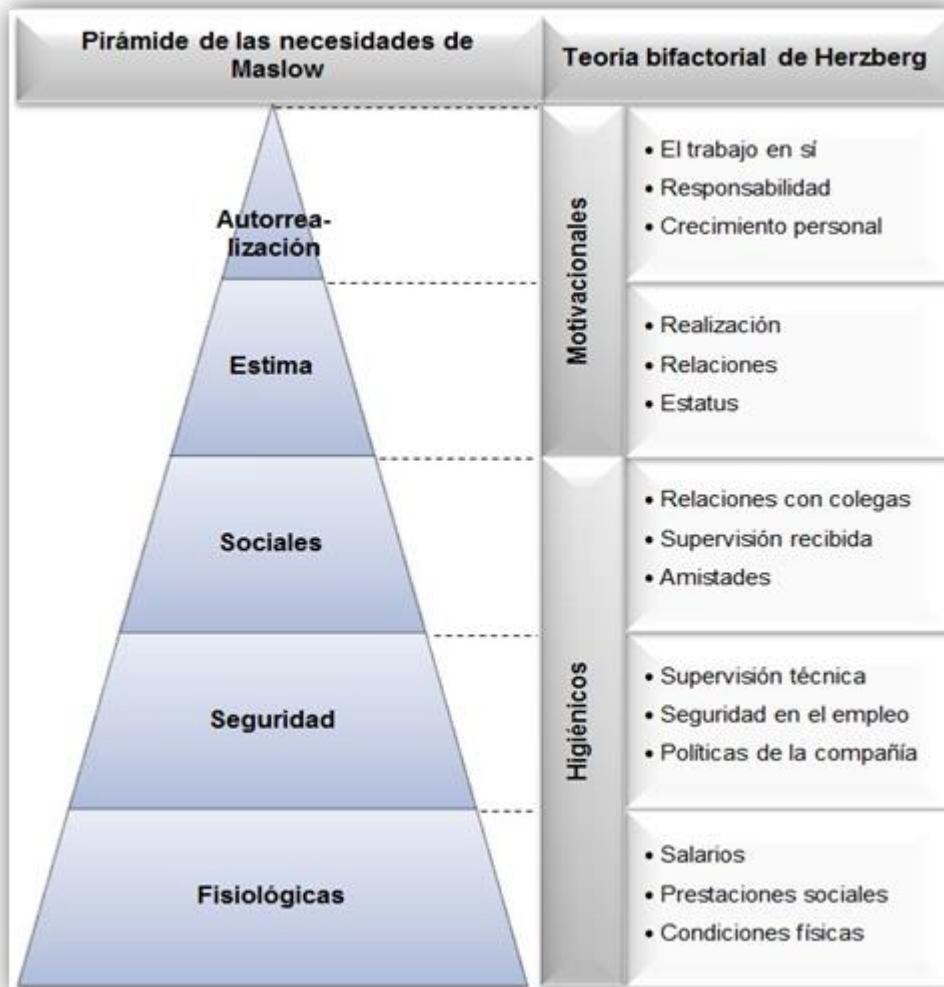 Pirámide de las necesidades de
Maslow
Teoría bifactorial de Herzberg
Autorrea-
lización
Estima
Sociales
Seguridad
Fisiológicas
Motivacionales
• El trabajo en sí
• Responsabilidad
• Crecimiento personal
• Realización
• Relaciones
• Estatus
Higiénicos
• Relaciones con colegas
• Supervisión recibida
• Amistades
• Supervisión técnica
• Seguridad en el empleo
• Políticas de la compañía
• Salarios
• Prestaciones sociales
• Condiciones físicas